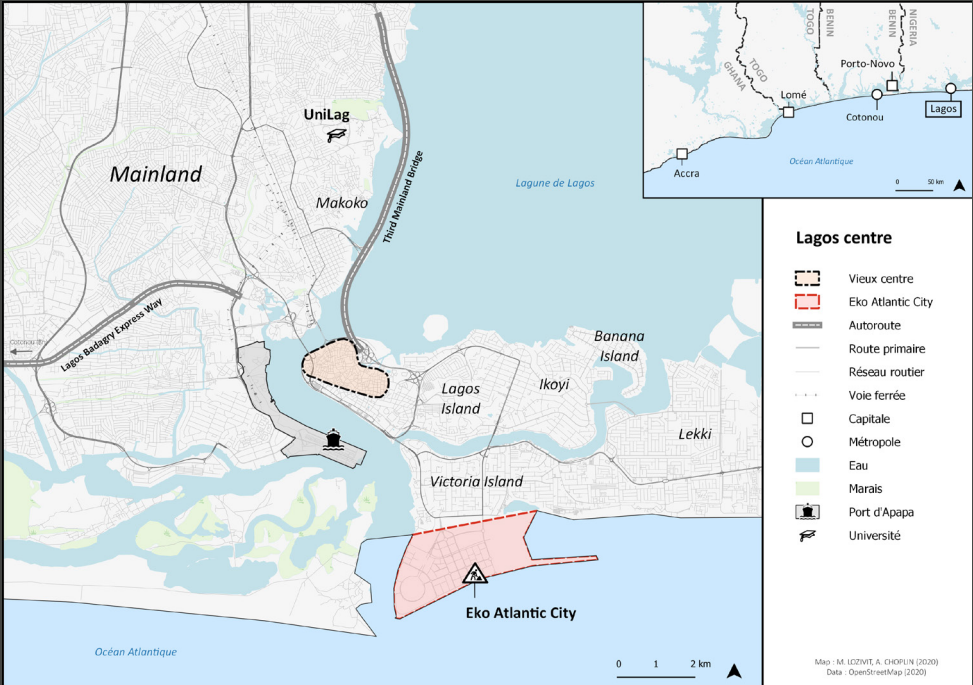 UniLag
Mainland
Makoko
Third Mainland Bridge
Lagune de Lagos
Lagos Badagry Express Way
Lagos
Island
Ikoyi
Banana
Island
Lekki
Victoria Island
Eko Atlantic City
Océan Atlantique
0 1 2 km
GHANA
TOGO
TOGO
BENIN
BENIN
NIGERIA
Accra
Lomé
Porto-Novo
Cotonou
Lagos
Océan Atlantique
0 50 km
Lagos centre
Vieux centre
Eko Atlantic City
Autoroute
Route primaire
Réseau routier
Voie ferrée
Capitale
Métropole
Eau
Marais
Port d'Apapa
Université
Map : M. LOZIVIT, A. CHOPLIN (2020)
Data : OpenStreetMap (2020)